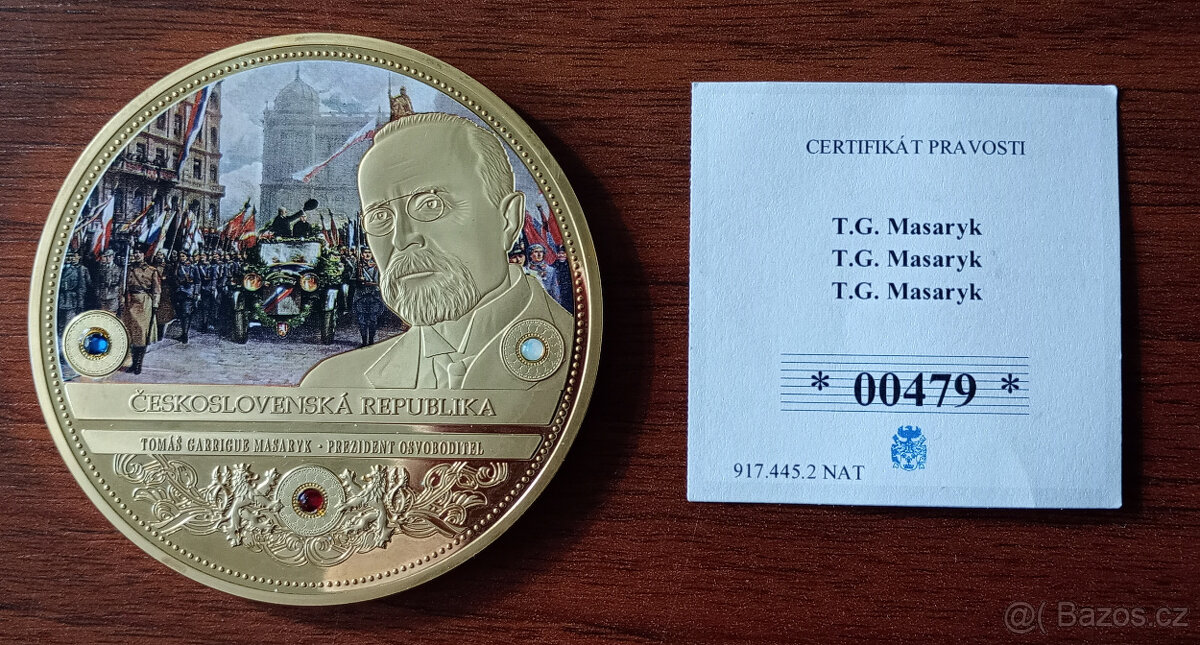 ČESKOSLOVENSKÁ REPUBLIKA
TOMÁŠ GARRIGUE MASARYK · PREZIDENT OSVOBODITEL
CERTIFIKÁT PRAVOSTI
T.G. Masaryk
T.G. Masaryk
T.G. Masaryk
* 00479 *
917.445.2 NAT
@( Bazos.cz